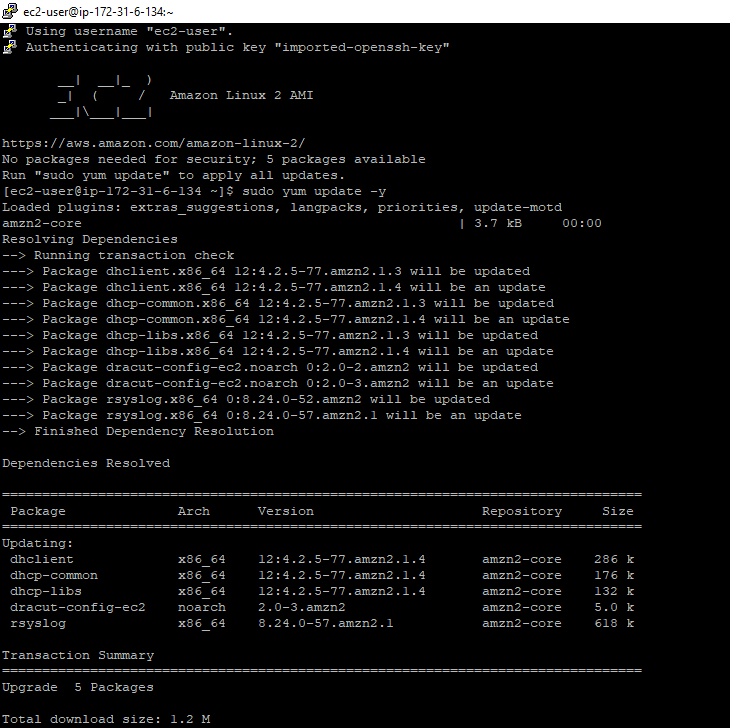 ec2-user@ip-172-31-6-134:~
Using username "ec2-user".
Authenticating with public key "imported-openssh-key"
       __|  __|_  )
       _|  (     /   Amazon Linux 2 AMI
      ___|\___|___|
https://aws.amazon.com/amazon-linux-2/
No packages needed for security; 5 packages available
Run "sudo yum update" to apply all updates.
[ec2-user@ip-172-31-6-134 ~]$ sudo yum update -y
Loaded plugins: extras_suggestions, langpacks, priorities, update-motd
amzn2-core                                               | 3.7 kB     00:00
Resolving Dependencies
--> Running transaction check
---> Package dhclient.x86_64 12:4.2.5-77.amzn2.1.3 will be updated
---> Package dhclient.x86_64 12:4.2.5-77.amzn2.1.4 will be an update
---> Package dhcp-common.x86_64 12:4.2.5-77.amzn2.1.3 will be updated
---> Package dhcp-common.x86_64 12:4.2.5-77.amzn2.1.4 will be an update
---> Package dhcp-libs.x86_64 12:4.2.5-77.amzn2.1.3 will be updated
---> Package dhcp-libs.x86_64 12:4.2.5-77.amzn2.1.4 will be an update
---> Package dracut-config-ec2.noarch 0:2.0-2.amzn2 will be updated
---> Package dracut-config-ec2.noarch 0:2.0-3.amzn2 will be an update
---> Package rsyslog.x86_64 0:8.24.0-52.amzn2 will be updated
---> Package rsyslog.x86_64 0:8.24.0-57.amzn2.1 will be an update
--> Finished Dependency Resolution
Dependencies Resolved
================================================================================
 Package              Arch      Version                     Repository     Size
================================================================================
Updating:
 dhclient             x86_64    12:4.2.5-77.amzn2.1.4       amzn2-core    286 k
 dhcp-common          x86_64    12:4.2.5-77.amzn2.1.4       amzn2-core    176 k
 dhcp-libs            x86_64    12:4.2.5-77.amzn2.1.4       amzn2-core    132 k
 dracut-config-ec2    noarch    2.0-3.amzn2                 amzn2-core    5.0 k
 rsyslog              x86_64    8.24.0-57.amzn2.1           amzn2-core    618 k
Transaction Summary
================================================================================
Upgrade  5 Packages
Total download size: 1.2 M